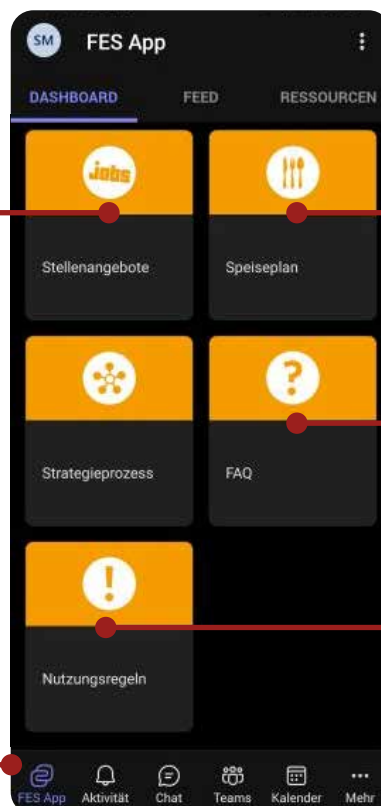 SM FES App
DASHBOARD FEED RESSOURCEN
Jobs
Stellenangebote Speiseplan
?
Strategieprozess FAQ
!
Nutzungsregeln
FES App Aktivität Chat Teams Kalender Mehr